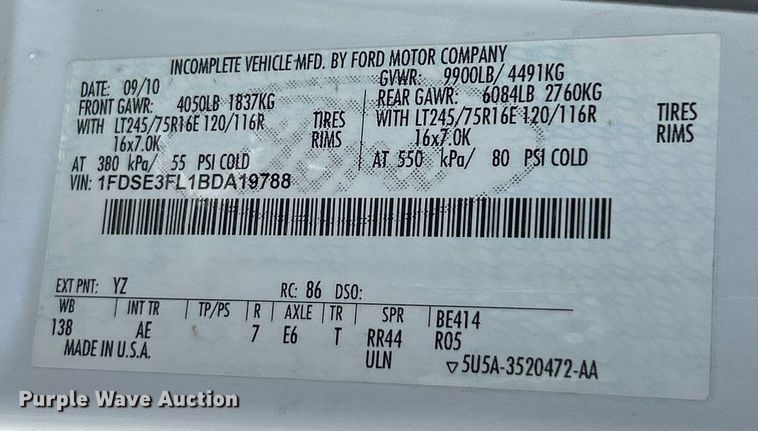 INCOMPLETE VEHICLE MFD. BY FORD MOTOR COMPANY
DATE: 09/10 GVWR: 9900LB/ 4491KG
FRONT GAWR: 4050LB 1837KG REAR GAWR: 6084LB 2760KG
WITH LT245/75R16E 120/116R TIRES WITH LT245/75R16E 120/116R TIRES
16x7.0K RIMS 16x7.0K RIMS
AT 380 kPa/ 55 PSI COLD AT 550 kPa/ 80 PSI COLD
VIN: 1FDSE3FL1BDA19788
EXT PNT: YZ RC: 86 DSO:
WB INT TR TP/PS R AXLE TR SPR BE414
138 AE 7 E6 T RR44 R05
MADE IN U.S.A. ULN ▽5U5A-3520472-AA
Purple Wave Auction